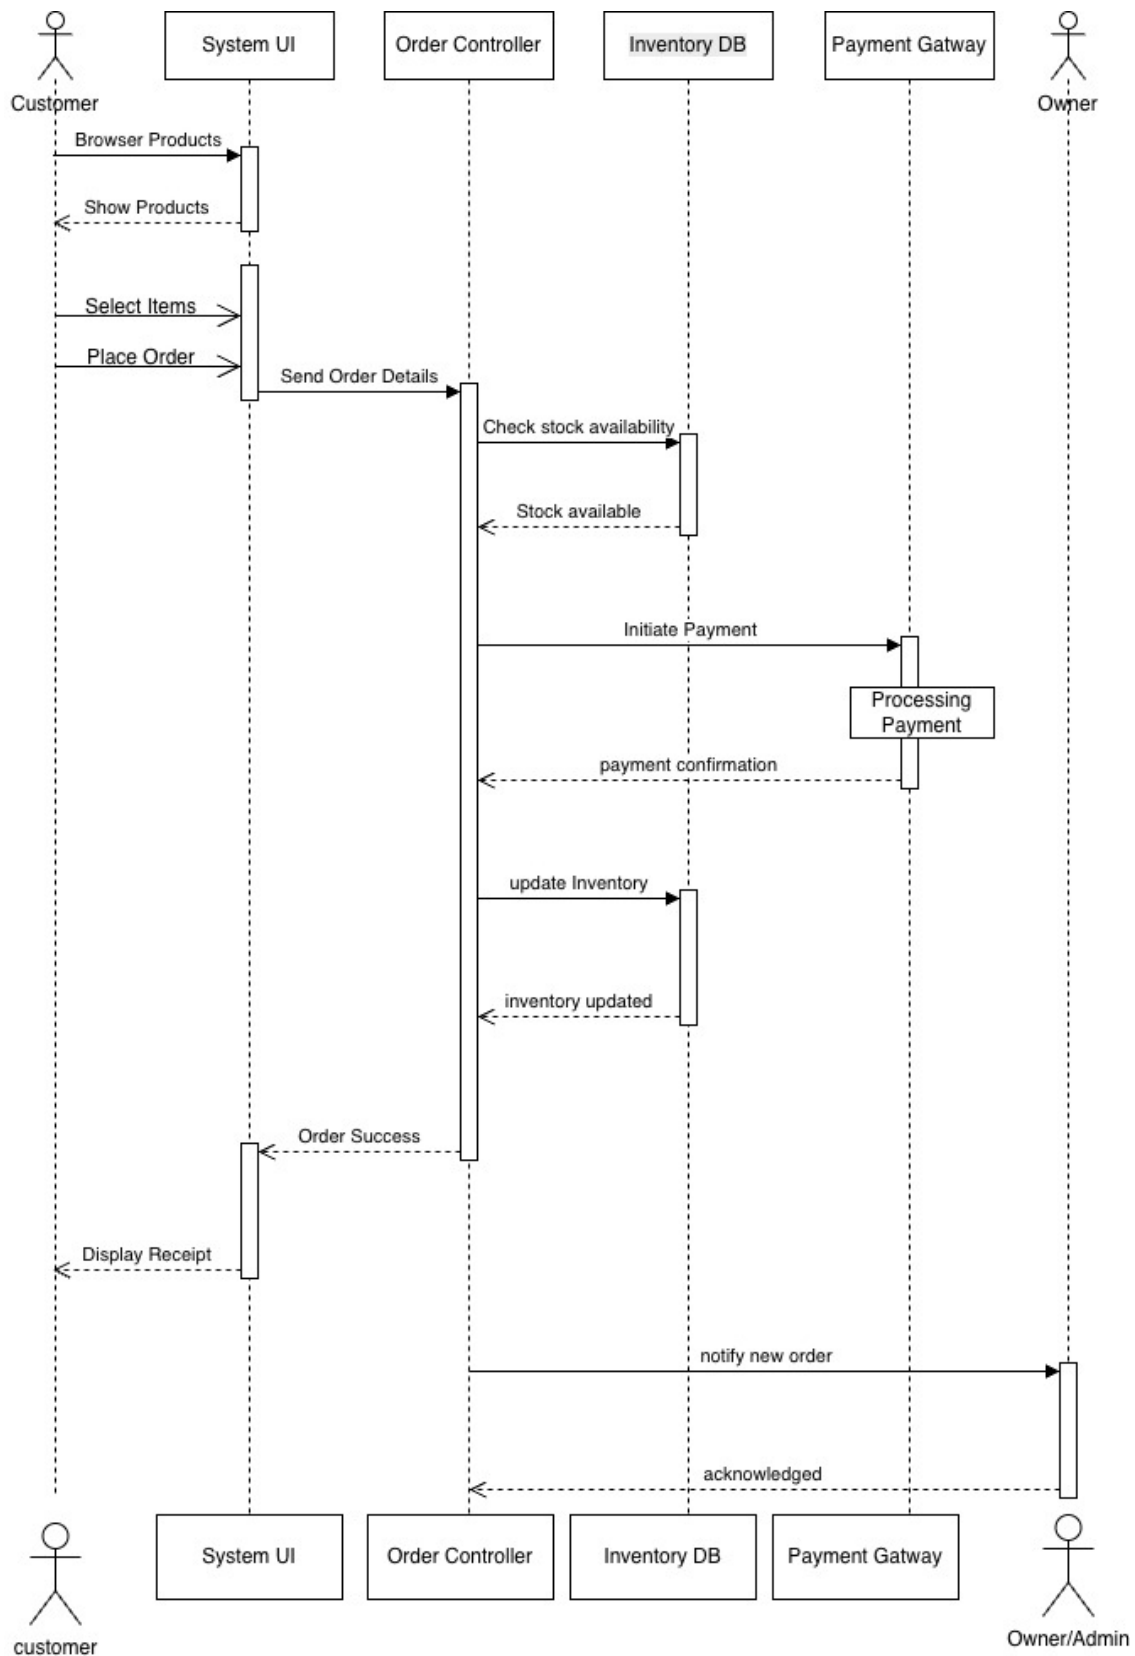 System UI
Order Controller
Inventory DB
Payment Gatway
Customer
Owner
Browser Products
Show Products
Select Items
Place Order
Send Order Details
Check stock availability
Stock available
Initiate Payment
Processing
Payment
payment confirmation
update Inventory
inventory updated
Order Success
Display Receipt
notify new order
acknowledged
System UI
Order Controller
Inventory DB
Payment Gatway
customer
Owner/Admin